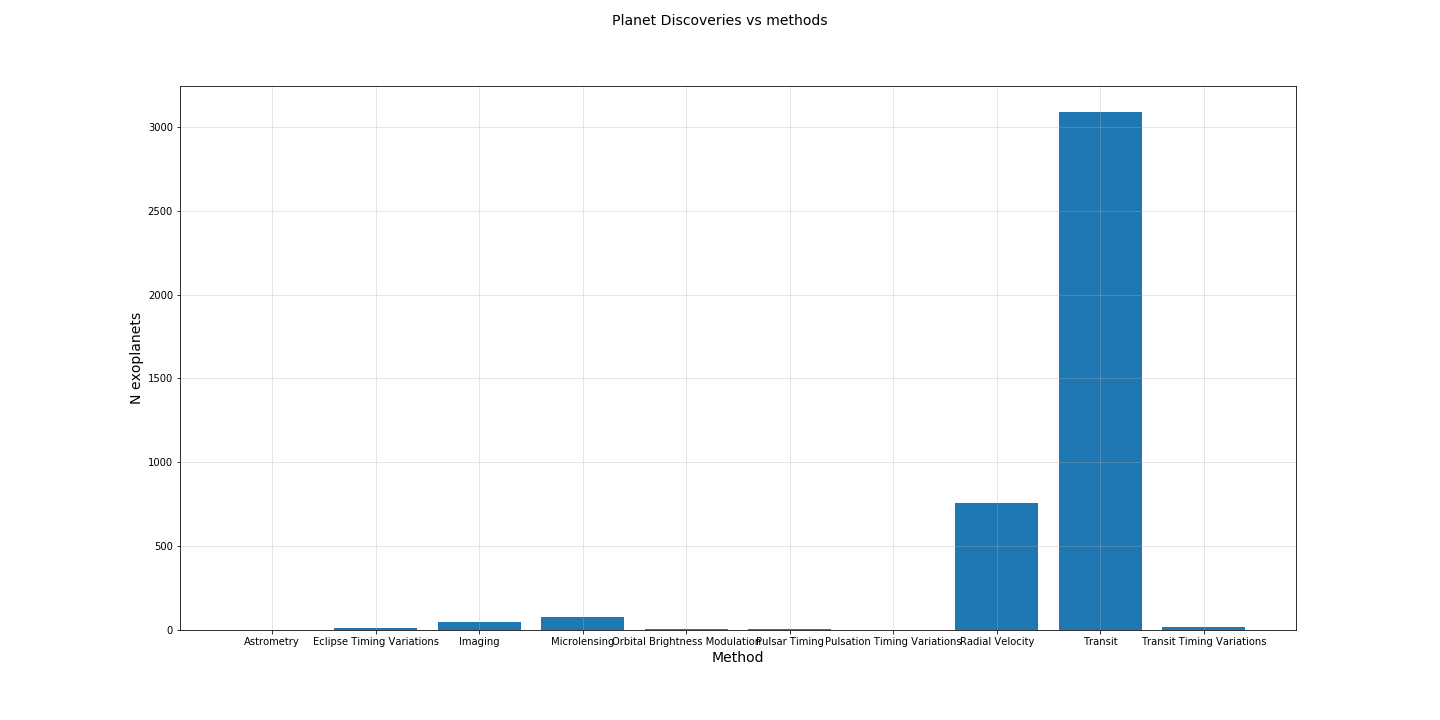 Planet Discoveries vs methods
3000
2500
2000
1500
1000
500
0
N exoplanets
Astrometry Eclipse Timing Variations Imaging Microlensing Orbital Brightness Modulation Pulsar Timing Pulsation Timing Variations Radial Velocity Transit Transit Timing Variations
Method